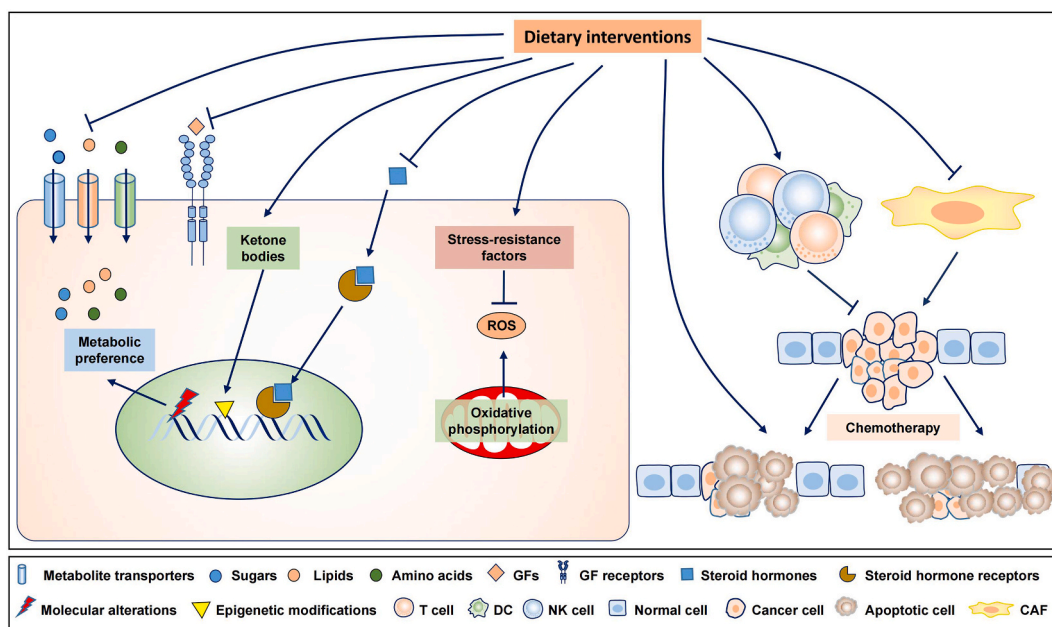 Dietary interventions
Ketone
bodies
Stress-resistance
factors
ROS
Metabolic
preference
Oxidative
phosphorylation
Chemotherapy
Metabolite transporters
Sugars
Lipids
Amino acids
GFs
GF receptors
Steroid hormones
Steroid hormone receptors
Molecular alterations
Epigenetic modifications
T cell
DC
NK cell
Normal cell
Cancer cell
Apoptotic cell
CAF